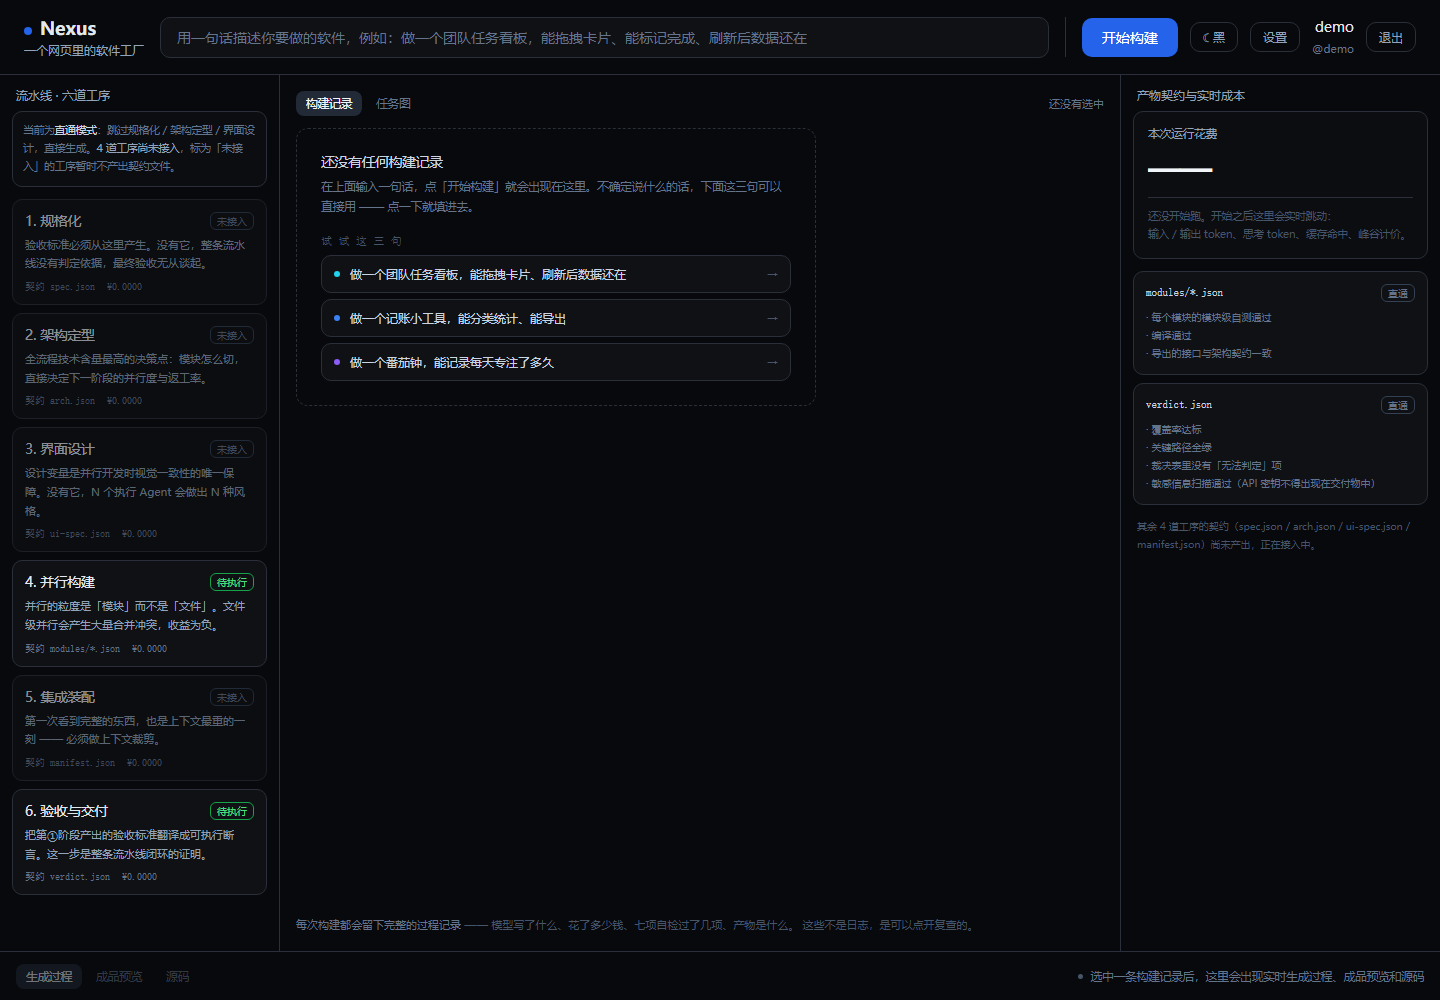 Nexus
一个网页里的软件工厂
用一句话描述你要做的软件，例如：做一个团队任务看板，能拖拽卡片、能标记完成、刷新后数据还在
开始构建
☾ 黑
设置
demo
@demo
退出
流水线 · 六道工序
当前为直通模式：跳过规格化 / 架构定型 / 界面设
计，直接生成。4 道工序尚未接入，标为「未接
入」的工序暂时不产出契约文件。
1. 规格化
未接入
验收标准必须从这里产生。没有它，整条流水
线没有判定依据，最终验收无从谈起。
契约 spec.json ¥0.0000
2. 架构定型
未接入
全流程技术含量最高的决策点：模块怎么切，
直接决定下一阶段的并行度与返工率。
契约 arch.json ¥0.0000
3. 界面设计
未接入
设计变量是并行开发时视觉一致性的唯一保
障。没有它，N 个执行 Agent 会做出 N 种风
格。
契约 ui-spec.json ¥0.0000
4. 并行构建
待执行
并行的粒度是「模块」而不是「文件」。文件
级并行会产生大量合并冲突，收益为负。
契约 modules/*.json ¥0.0000
5. 集成装配
未接入
第一次看到完整的东西，也是上下文最重的一
刻 —— 必须做上下文裁剪。
契约 manifest.json ¥0.0000
6. 验收与交付
待执行
把第①阶段产出的验收标准翻译成可执行断
言。这一步是整条流水线闭环的证明。
契约 verdict.json ¥0.0000
构建记录
任务图
还没有选中
还没有任何构建记录
在上面输入一句话，点「开始构建」就会出现在这里。不确定说什么的话，下面这三句可以
直接用 —— 点一下就填进去。
试试这三句
做一个团队任务看板，能拖拽卡片、刷新后数据还在 →
做一个记账小工具，能分类统计、能导出 →
做一个番茄钟，能记录每天专注了多久 →
每次构建都会留下完整的过程记录 —— 模型写了什么、花了多少钱、七项自检过了几项、产物是什么。 这些不是日志，是可以点开复查的。
产物契约与实时成本
本次运行花费
还没开始跑。开始之后这里会实时跳动：
输入 / 输出 token、思考 token、缓存命中、峰谷计价。
modules/*.json
直通
· 每个模块的模块级自测通过
· 编译通过
· 导出的接口与架构契约一致
verdict.json
直通
· 覆盖率达标
· 关键路径全绿
· 裁决表里没有「无法判定」项
· 敏感信息扫描通过（API 密钥不得出现在交付物中）
其余 4 道工序的契约（spec.json / arch.json / ui-spec.json /
manifest.json）尚未产出，正在接入中。
生成过程
成品预览
源码
选中一条构建记录后，这里会出现实时生成过程、成品预览和源码